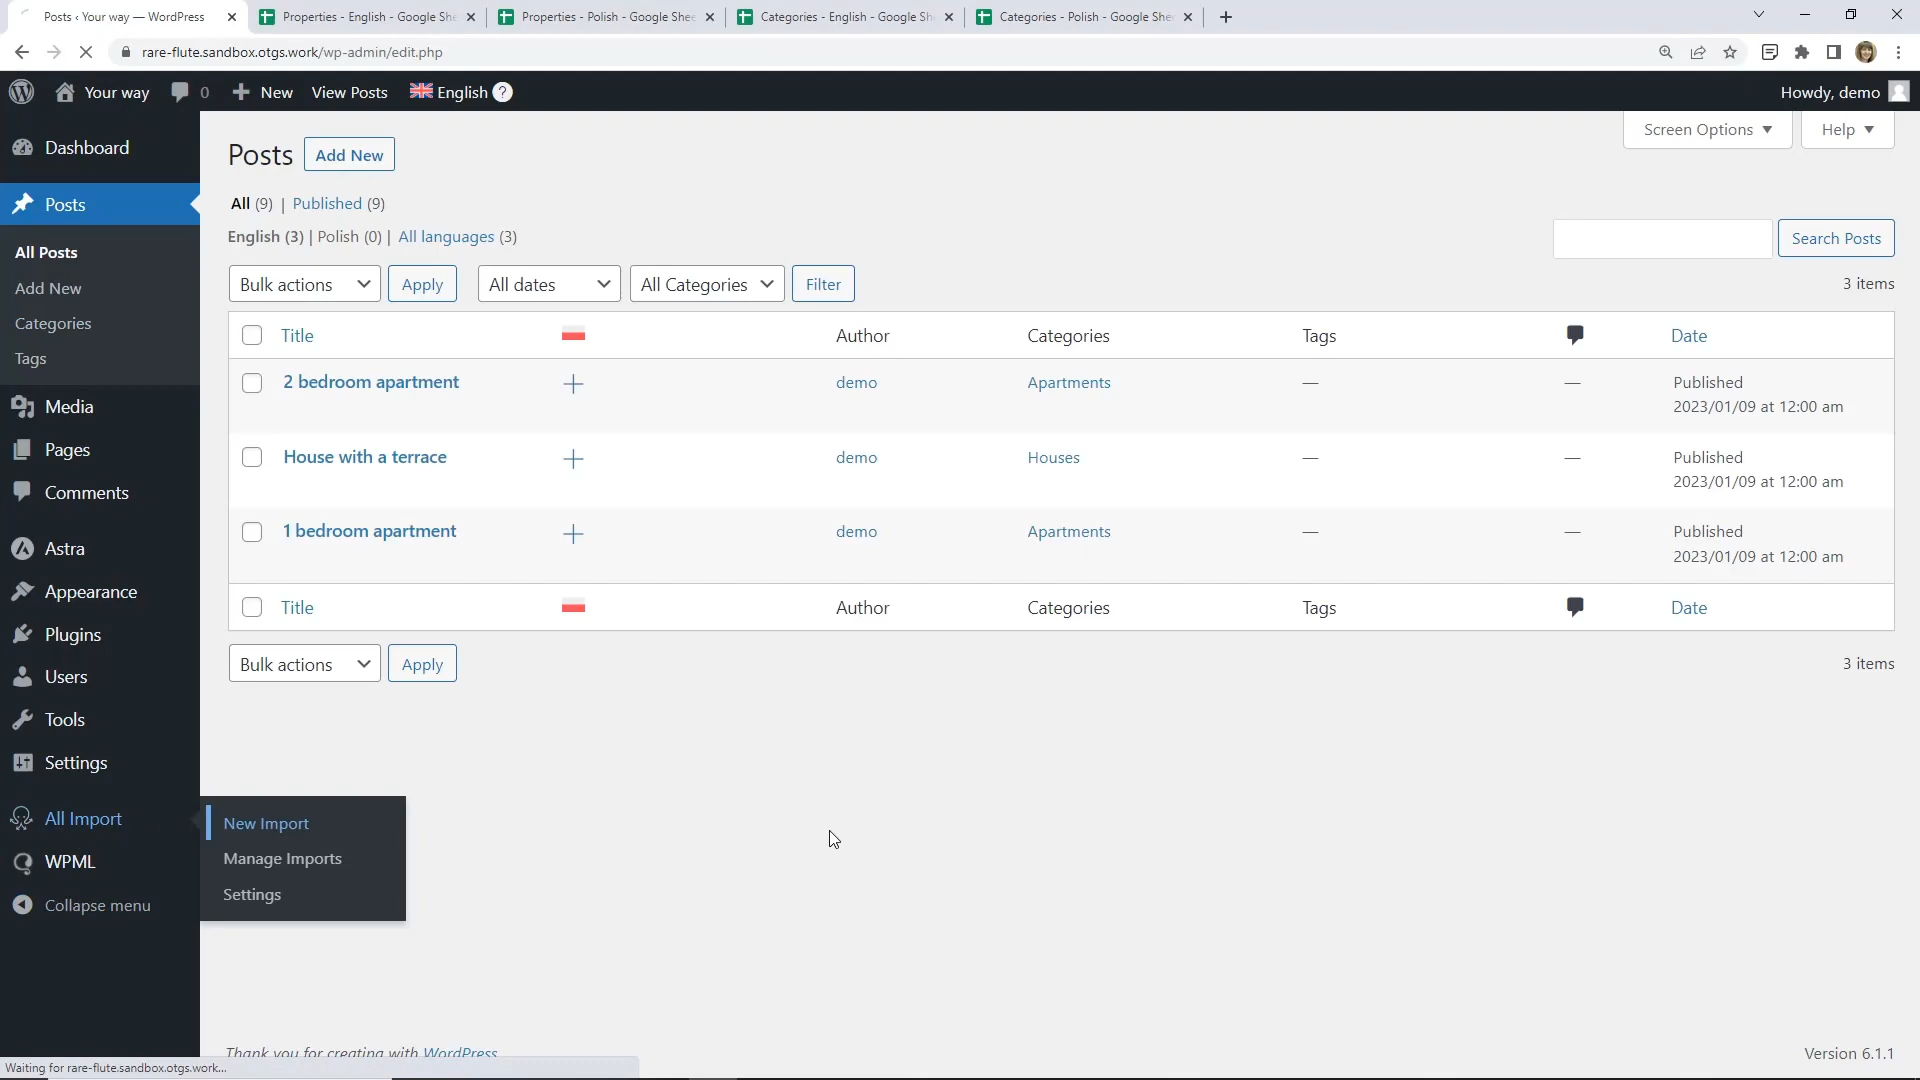 Posts ‹ Your way — WordPress
Properties - English - Google She
Properties - Polish - Google Shee
Categories - English - Google Sh
Categories - Polish - Google She
rare-flute.sandbox.otgs.work/wp-admin/edit.php
Your way 0 New View Posts English ? Howdy, demo
Screen Options Help
Dashboard
Posts
All Posts
Add New
Categories
Tags
Media
Pages
Comments
Astra
Appearance
Plugins
Users
Tools
Settings
All Import
WPML
Collapse menu
New Import
Manage Imports
Settings
Posts Add New
All (9) | Published (9)
English (3) | Polish (0) | All languages (3)
Search Posts
Bulk actions Apply All dates All Categories Filter 3 items
Title Author Categories Tags Date
2 bedroom apartment demo Apartments — — Published
2023/01/09 at 12:00 am
House with a terrace demo Houses — — Published
2023/01/09 at 12:00 am
1 bedroom apartment demo Apartments — — Published
2023/01/09 at 12:00 am
Title Author Categories Tags Date
Bulk actions Apply 3 items
Thank you for creating with WordPress Version 6.1.1
Waiting for rare-flute.sandbox.otgs.work...